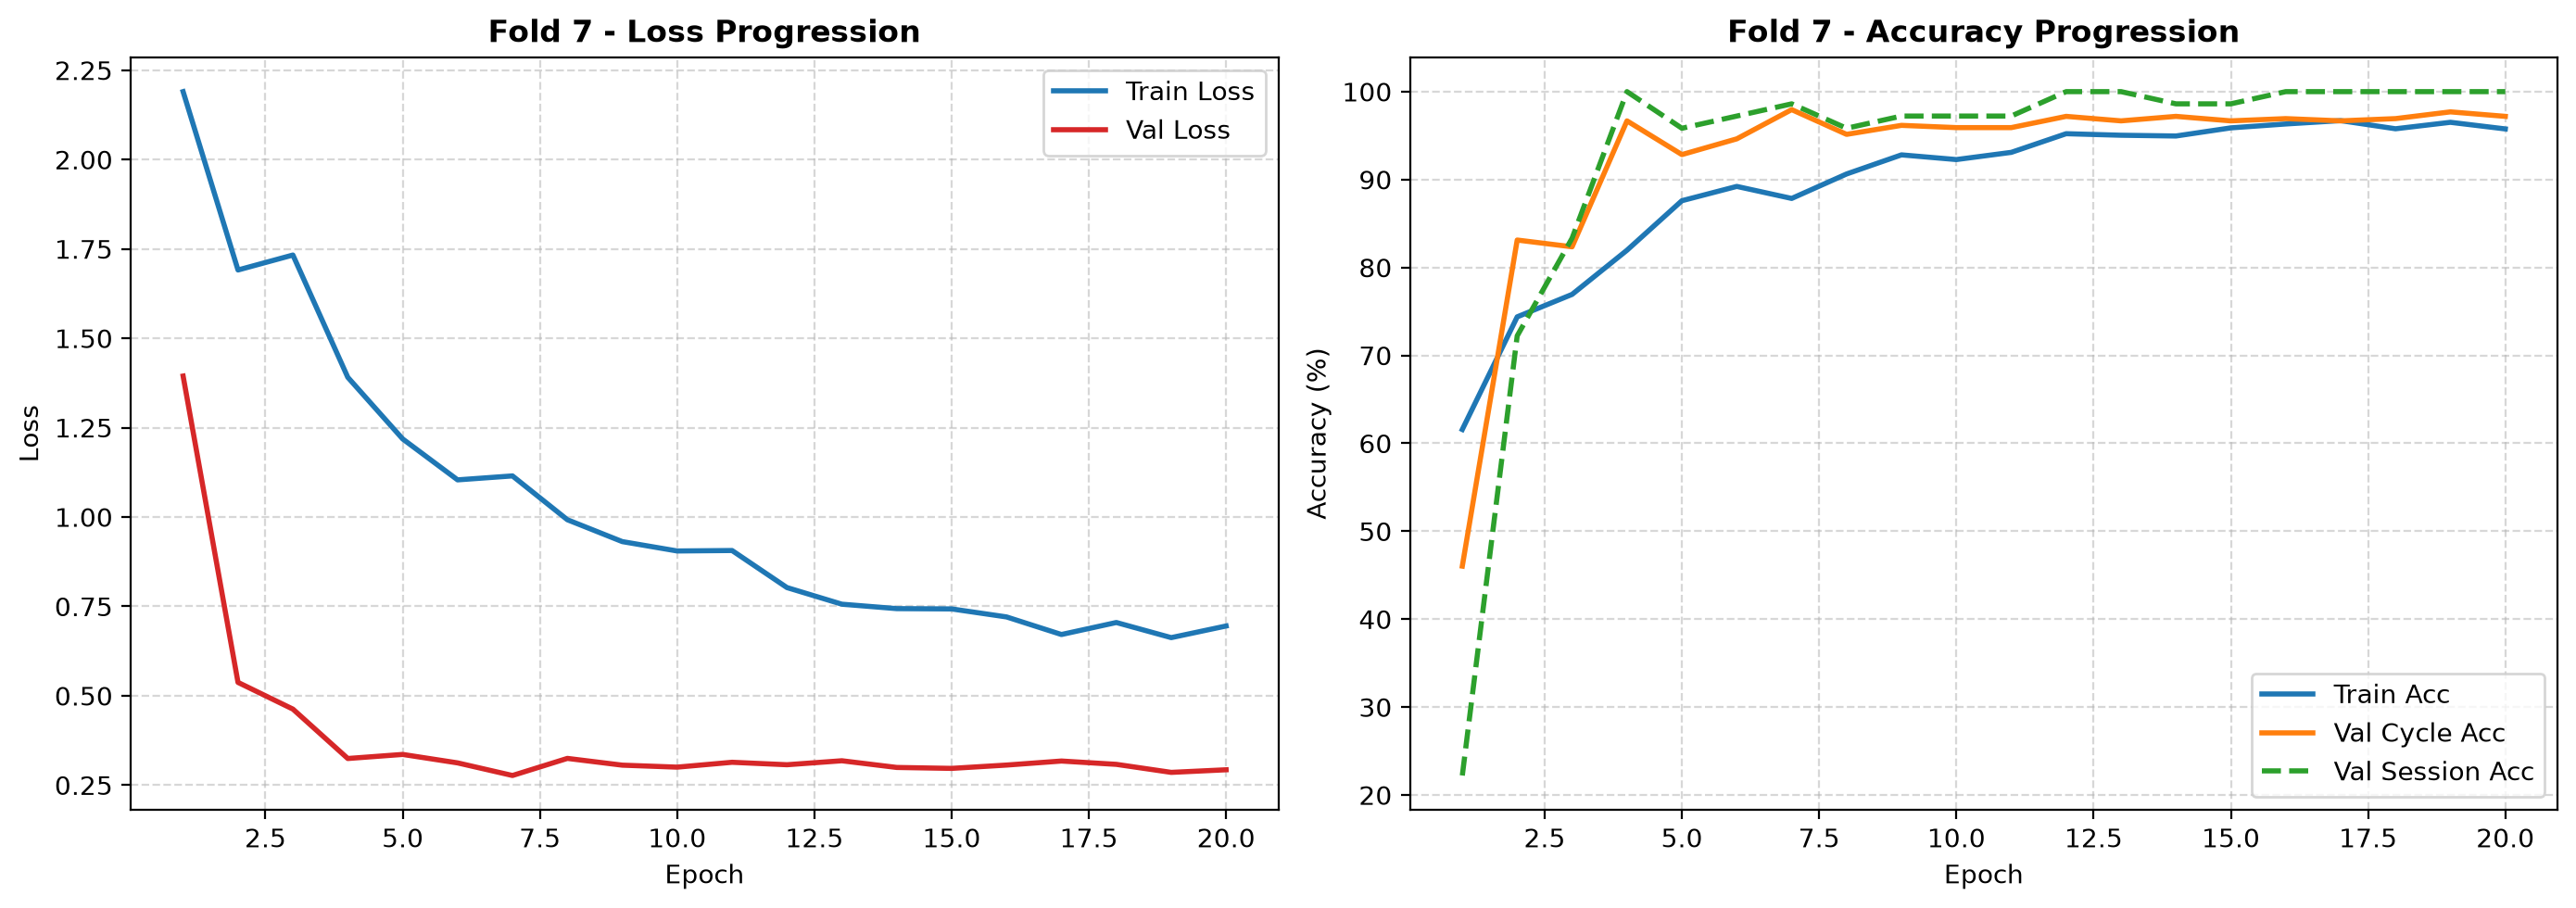 Fold 7 - Loss Progression
2.25
2.00
1.75
1.50
1.25
1.00
0.75
0.50
0.25
Loss
Train Loss
Val Loss
2.5 5.0 7.5 10.0 12.5 15.0 17.5 20.0
Epoch
Fold 7 - Accuracy Progression
100
90
80
70
60
50
40
30
20
Accuracy (%)
Train Acc
Val Cycle Acc
Val Session Acc
2.5 5.0 7.5 10.0 12.5 15.0 17.5 20.0
Epoch